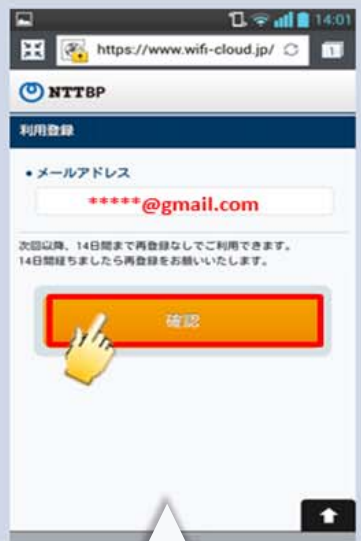 14:01
https://www.wifi-cloud.jp/
1
NTTBP
利用登録
• メールアドレス
*****@gmail.com
次回以降、14日間まで再登録なしでご利用できます。
14日間経ちましたら再登録をお願いいたします。
確認